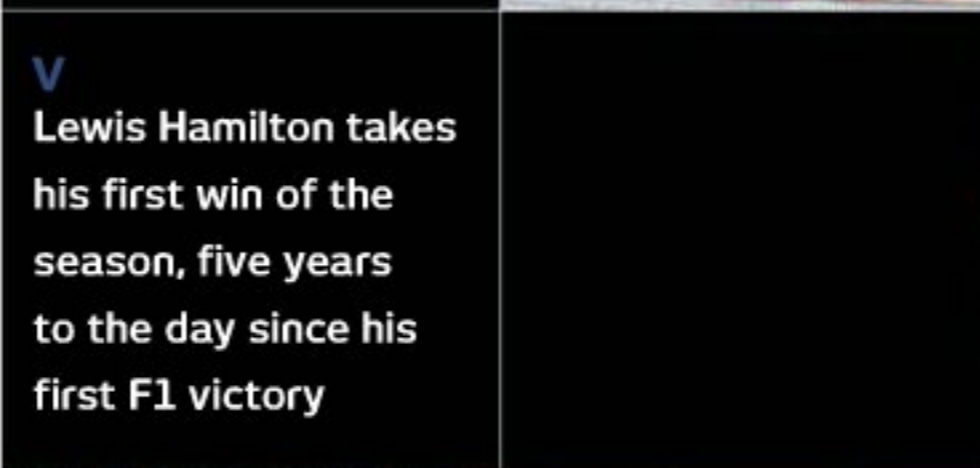 V
Lewis Hamilton takes
his first win of the
season, five years
to the day since his
first F1 victory